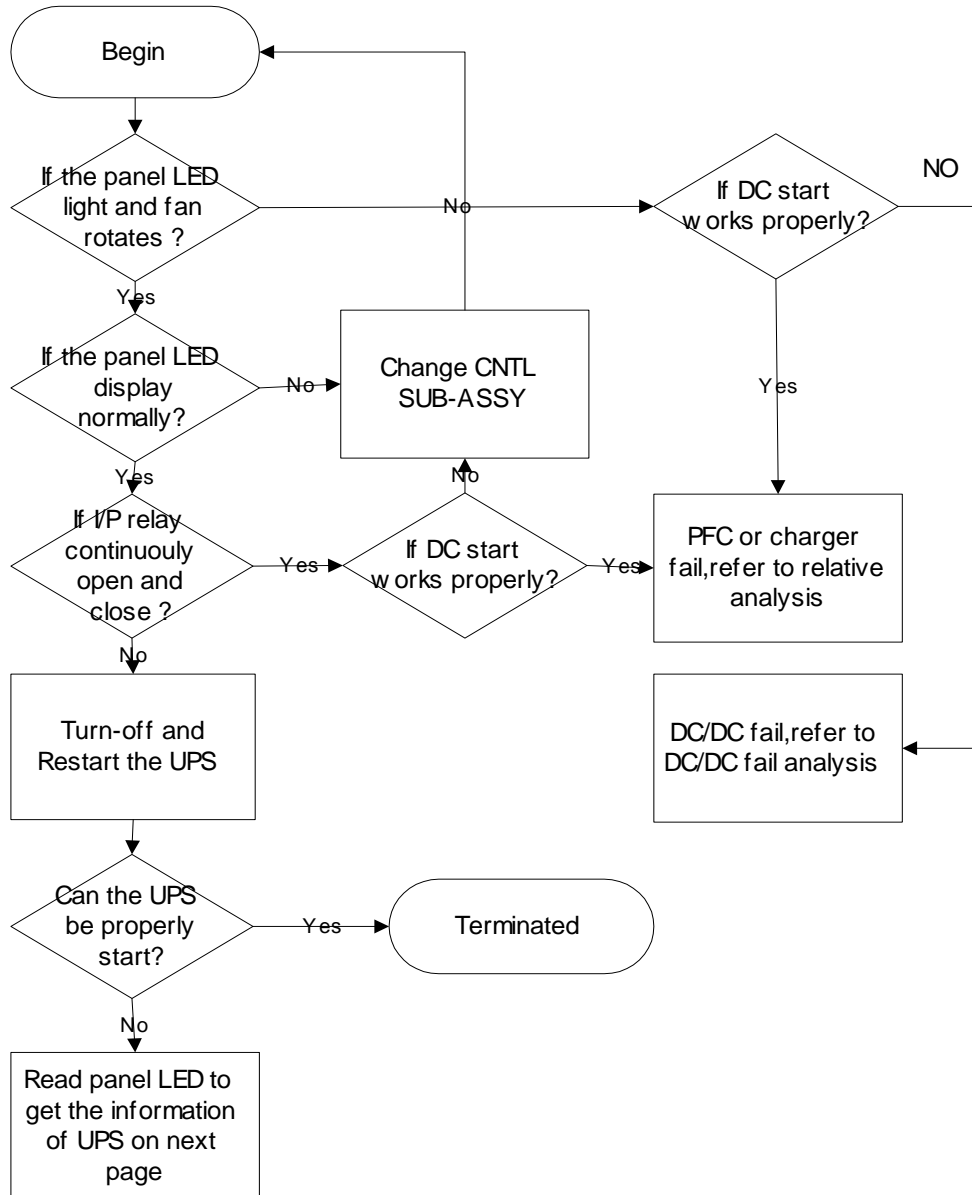 Begin
If the panel LED
light and fan
rotates ?
No
If DC start
works properly?
NO
Yes
If the panel LED
display
normally?
No
Change CNTL
SUB-ASSY
Yes
Yes
If I/P relay
continuouly
open and
close ?
Yes
No
If DC start
works properly?
Yes
PFC or charger
fail,refer to relative
analysis
No
Turn-off and
Restart the UPS
DC/DC fail,refer to
DC/DC fail analysis
Can the UPS
be properly
start?
Yes
Terminated
No
Read panel LED to
get the information
of UPS on next
page